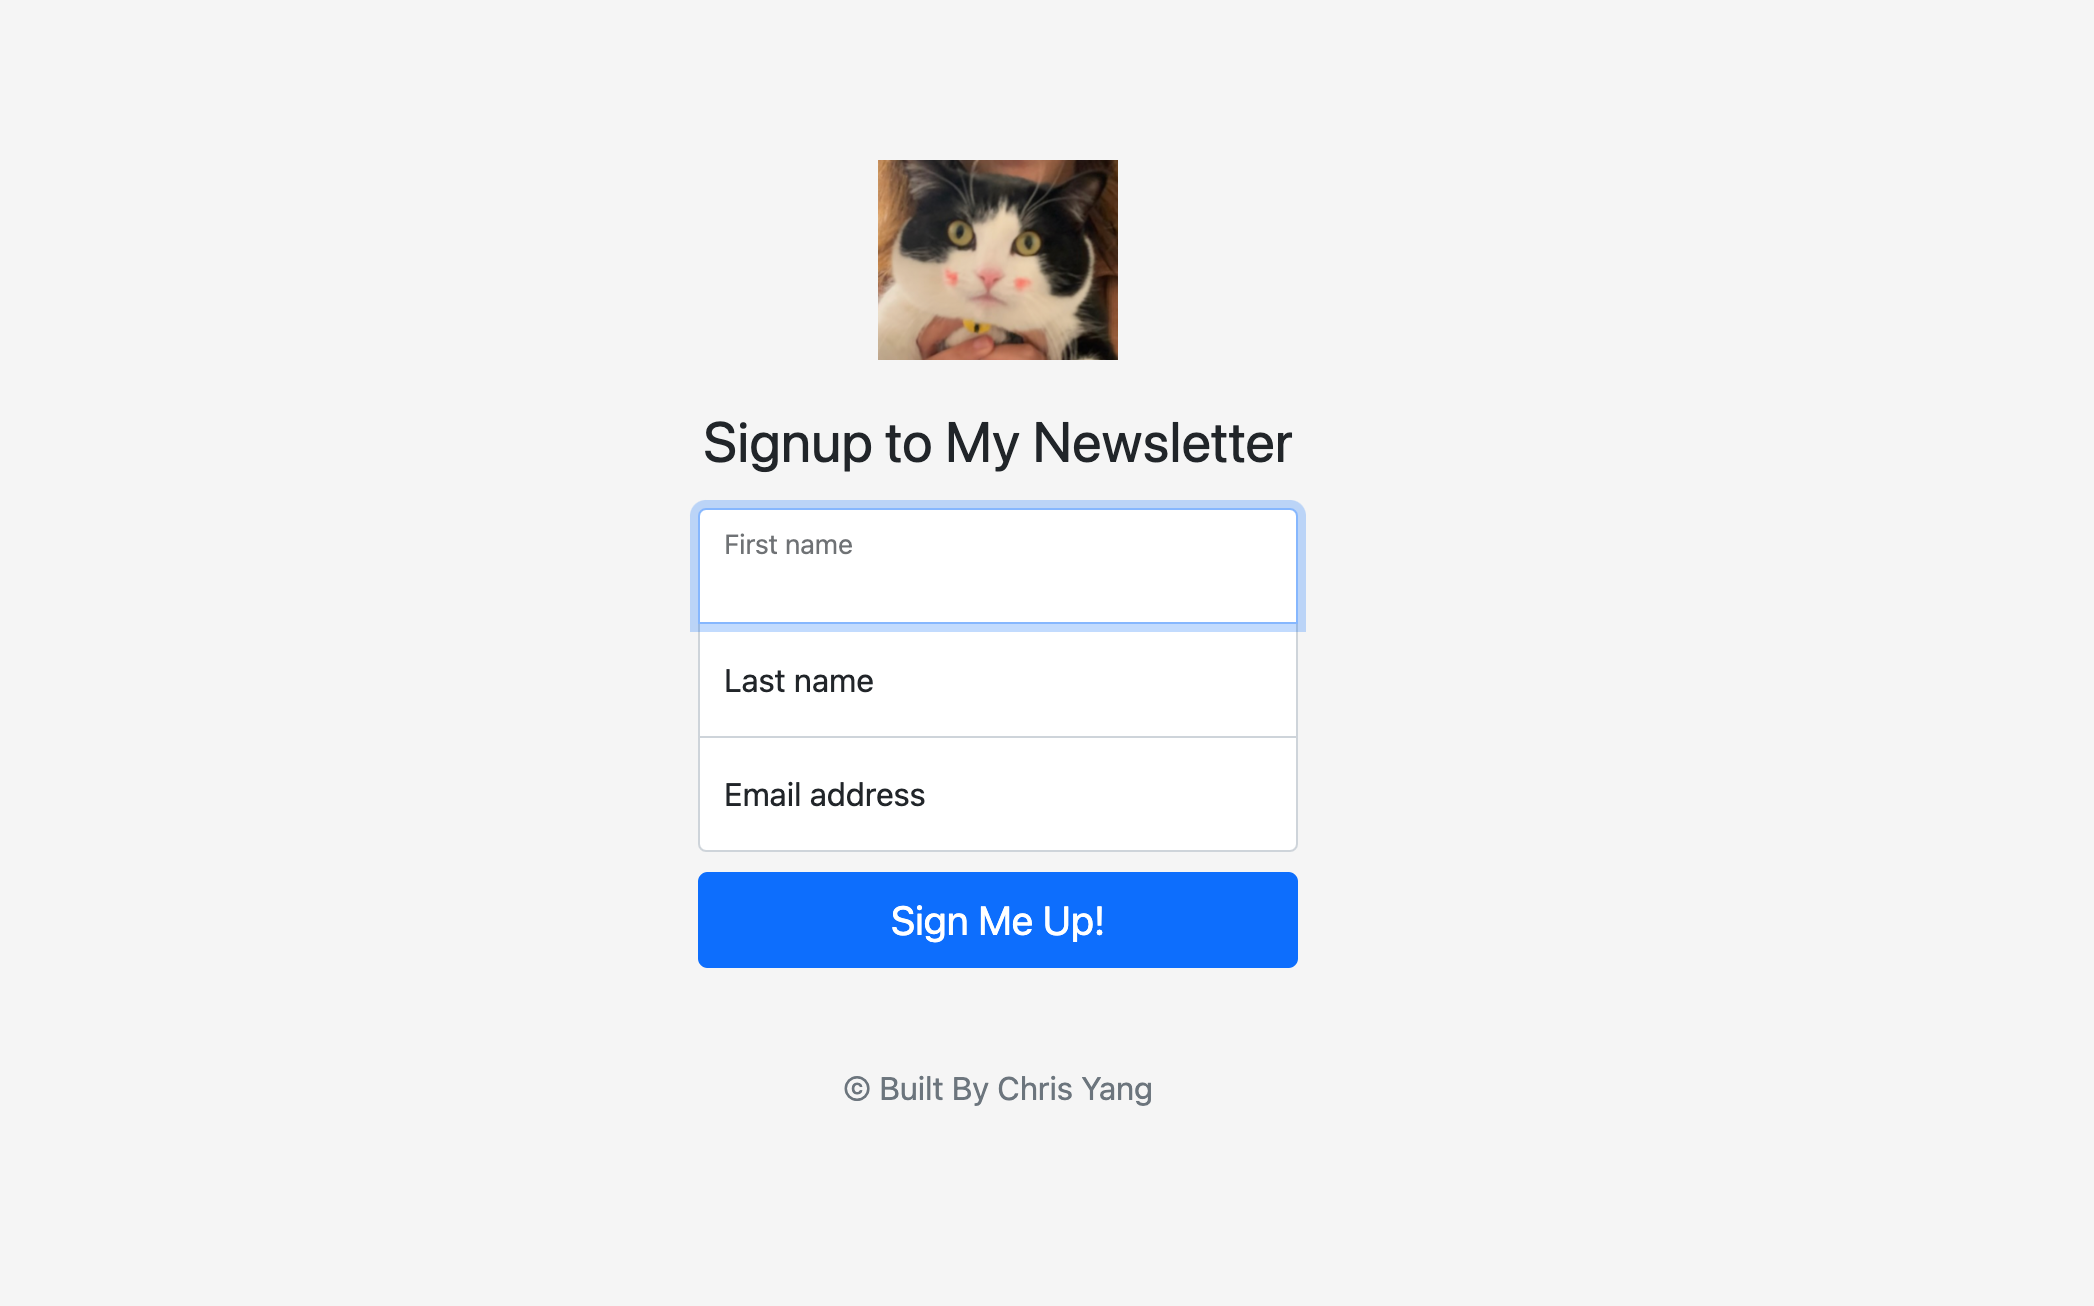 Signup to My Newsletter
First name
Last name
Email address
Sign Me Up!
© Built By Chris Yang